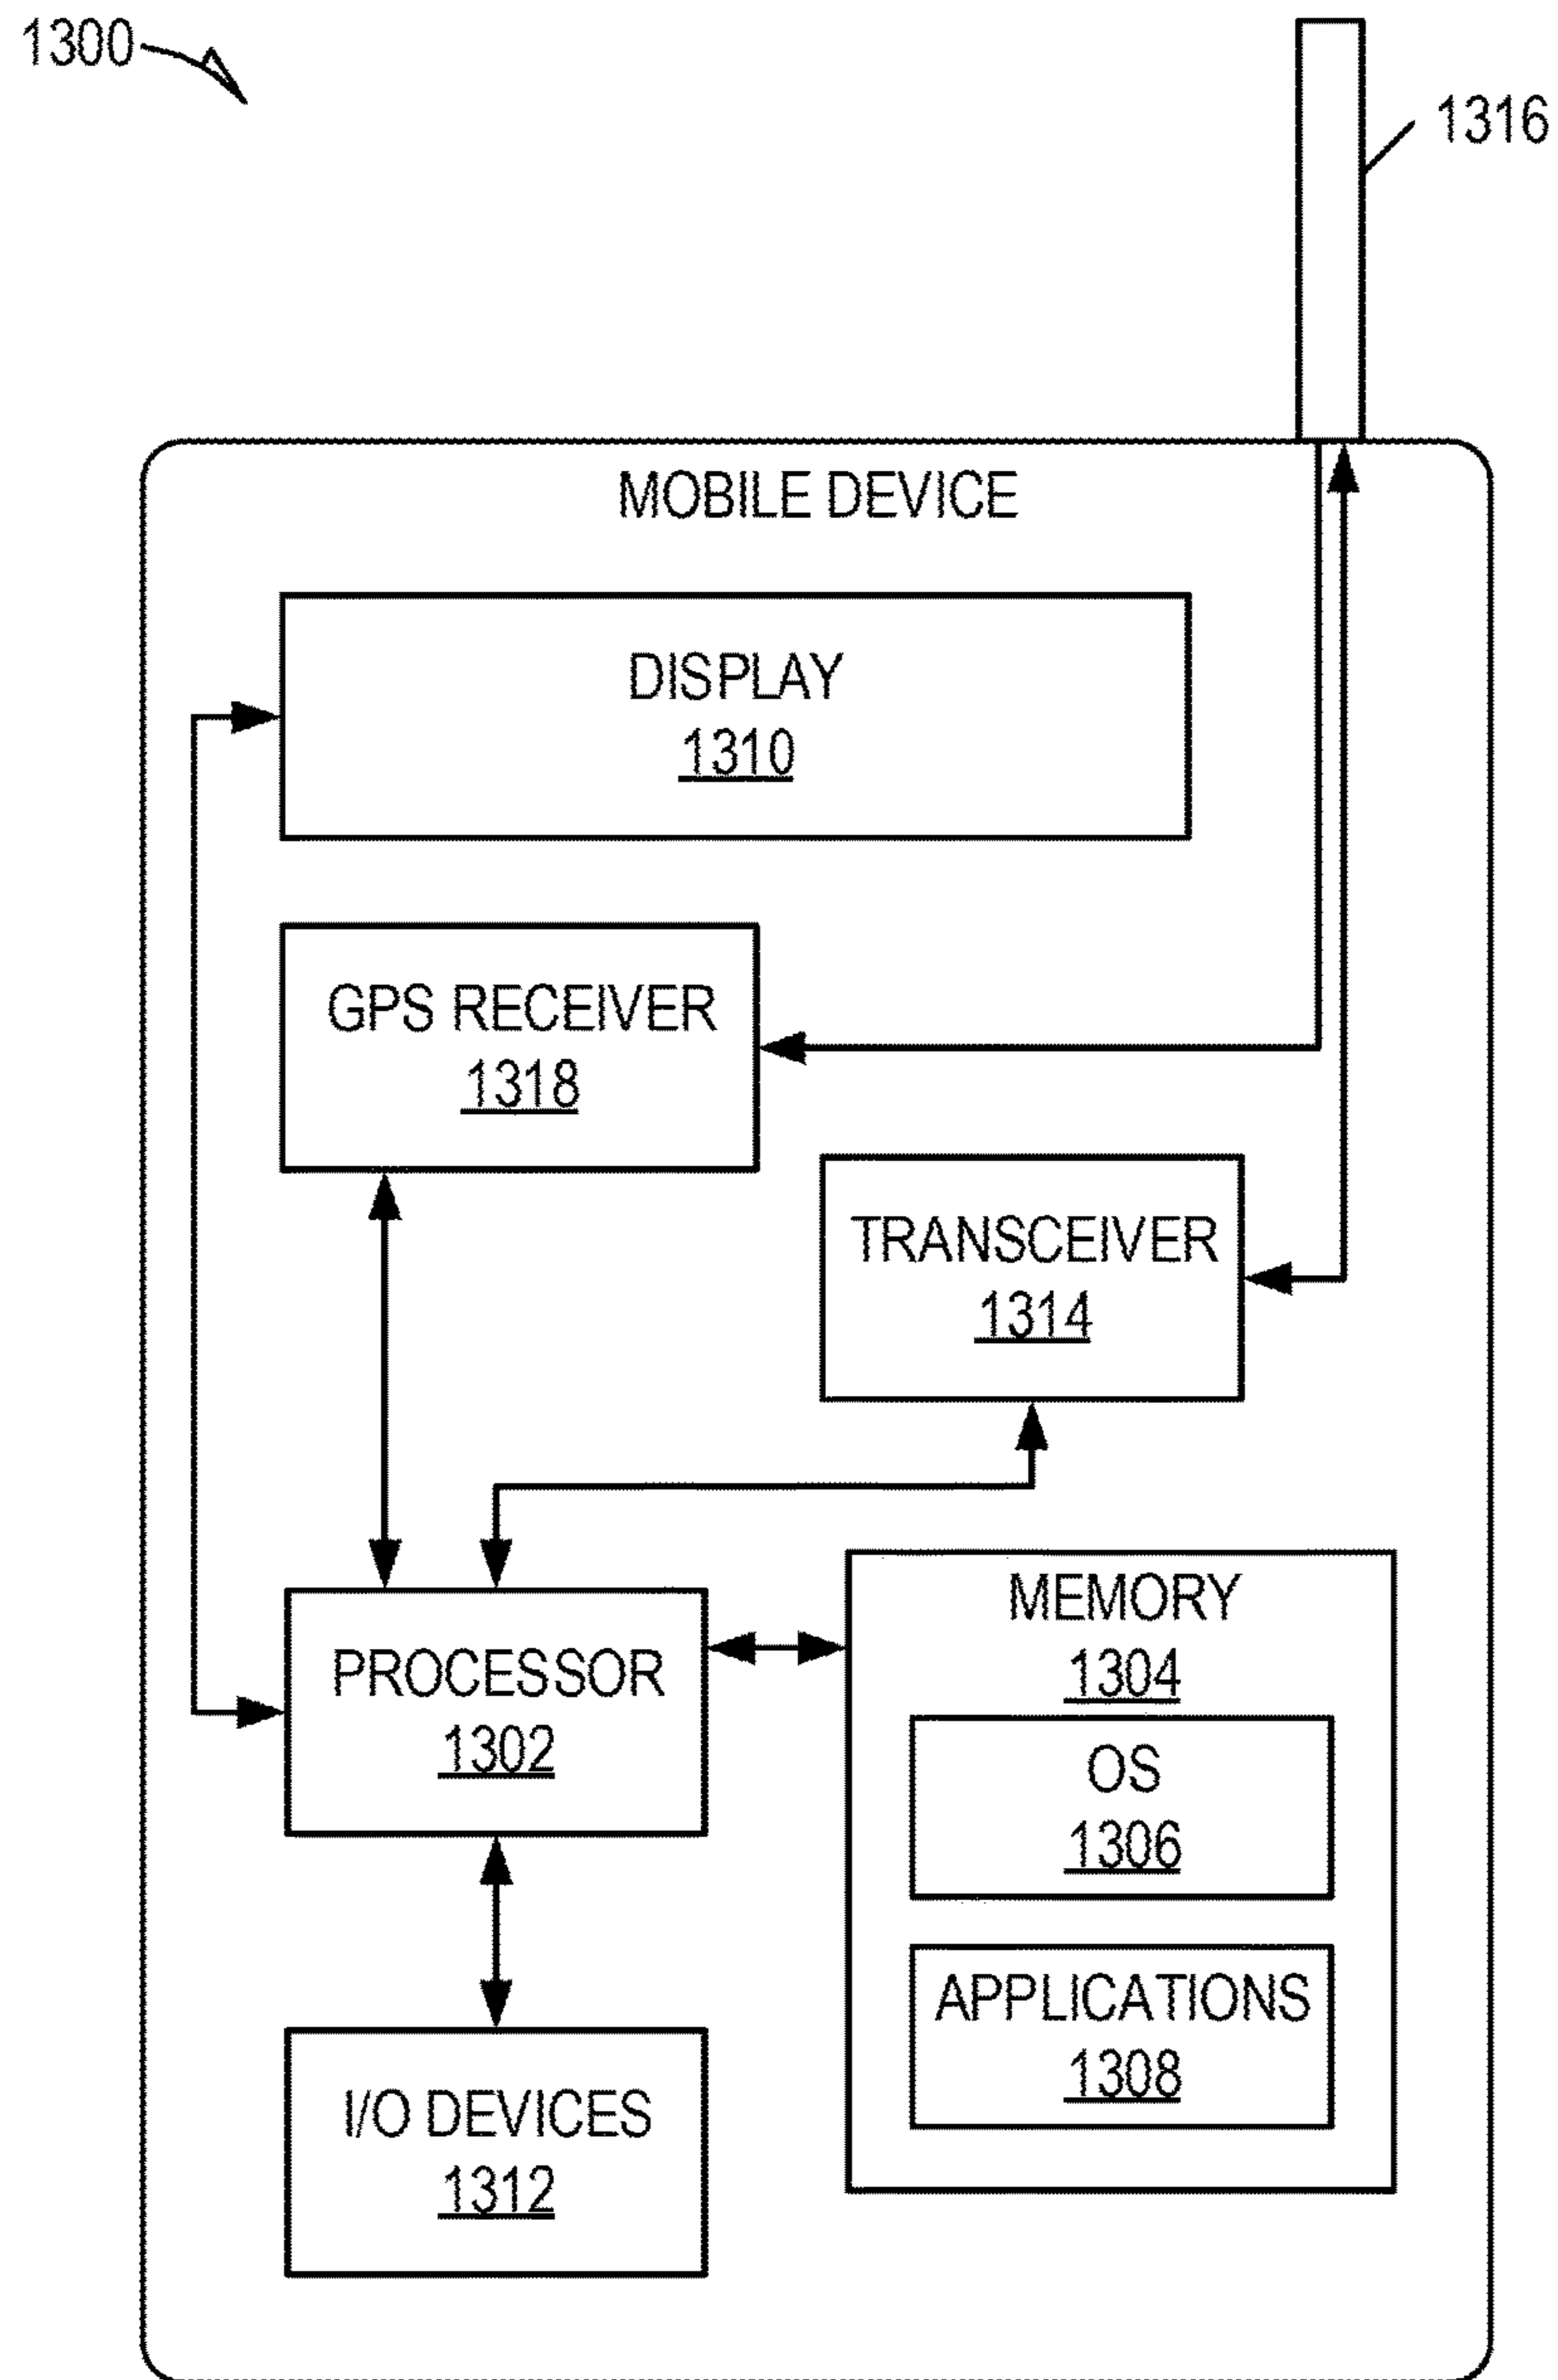 1300
1316
MOBILE DEVICE
DISPLAY
1310
GPS RECEIVER
1318
TRANSCEIVER
1314
PROCESSOR
1302
MEMORY
1304
OS
1306
APPLICATIONS
1308
I/O DEVICES
1312